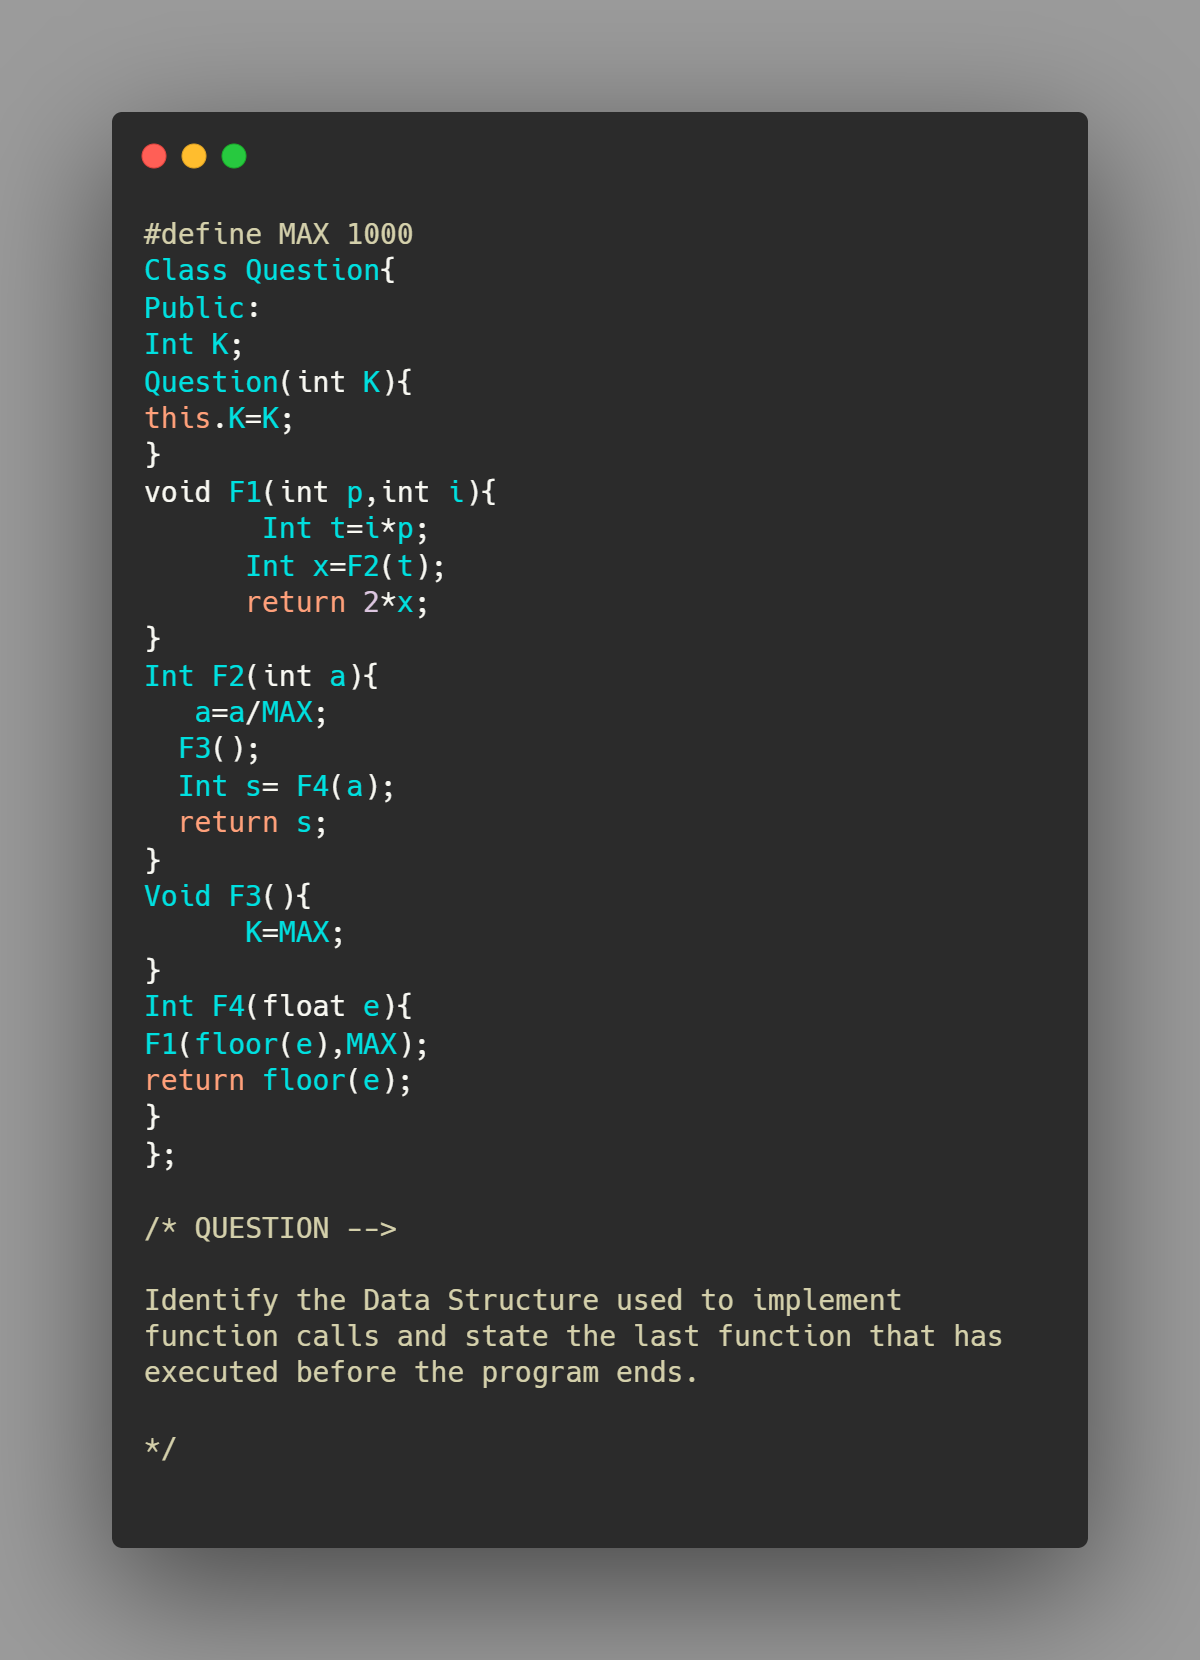 #define MAX 1000
Class Question{
Public:
Int K;
Question(int K){
this.K=K;
}
void F1(int p,int i){
       Int t=i*p;
      Int x=F2(t);
      return 2*x;
}
Int F2(int a){
   a=a/MAX;
  F3();
  Int s= F4(a);
  return s;
}
Void F3(){
      K=MAX;
}
Int F4(float e){
F1(floor(e),MAX);
return floor(e);
}
};

/* QUESTION -->

Identify the Data Structure used to implement
function calls and state the last function that has
executed before the program ends.

*/